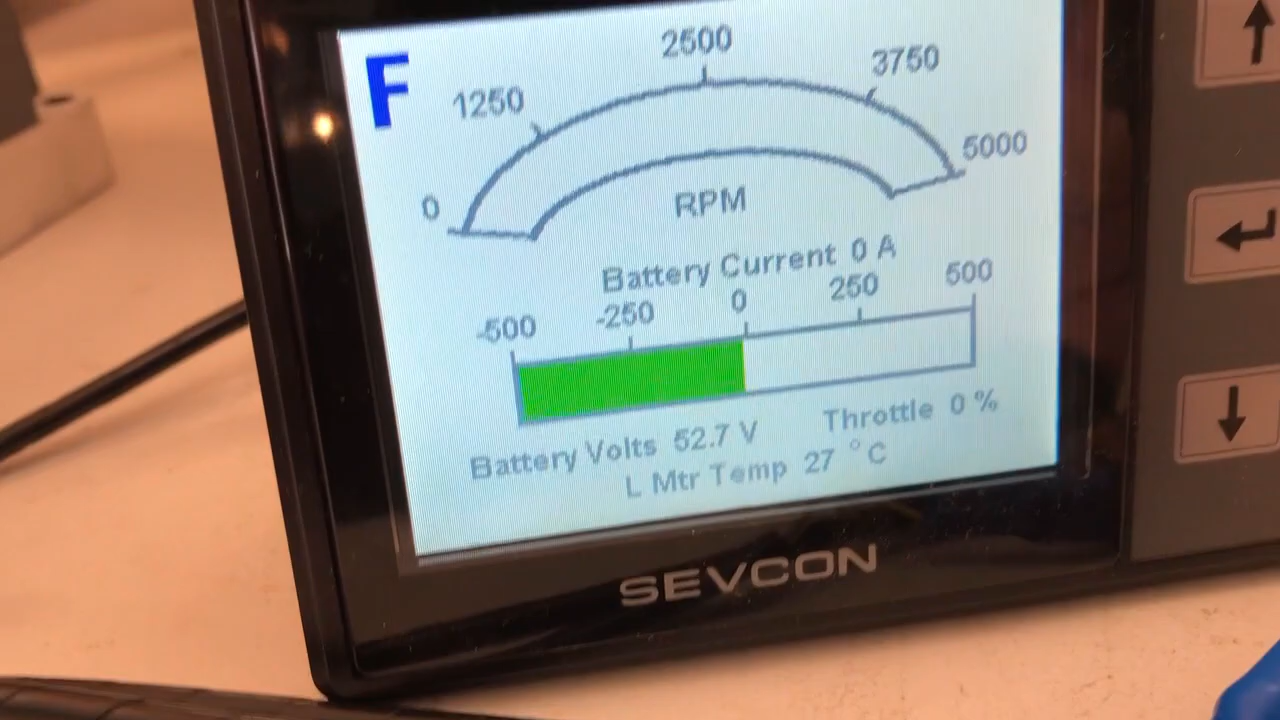 F
2500
1250
3750
5000
0
RPM
Battery Current 0 A
-500 -250 0 250 500
Battery Volts 52.7 V Throttle 0 %
L Mtr Temp 27 °C
SEVCON